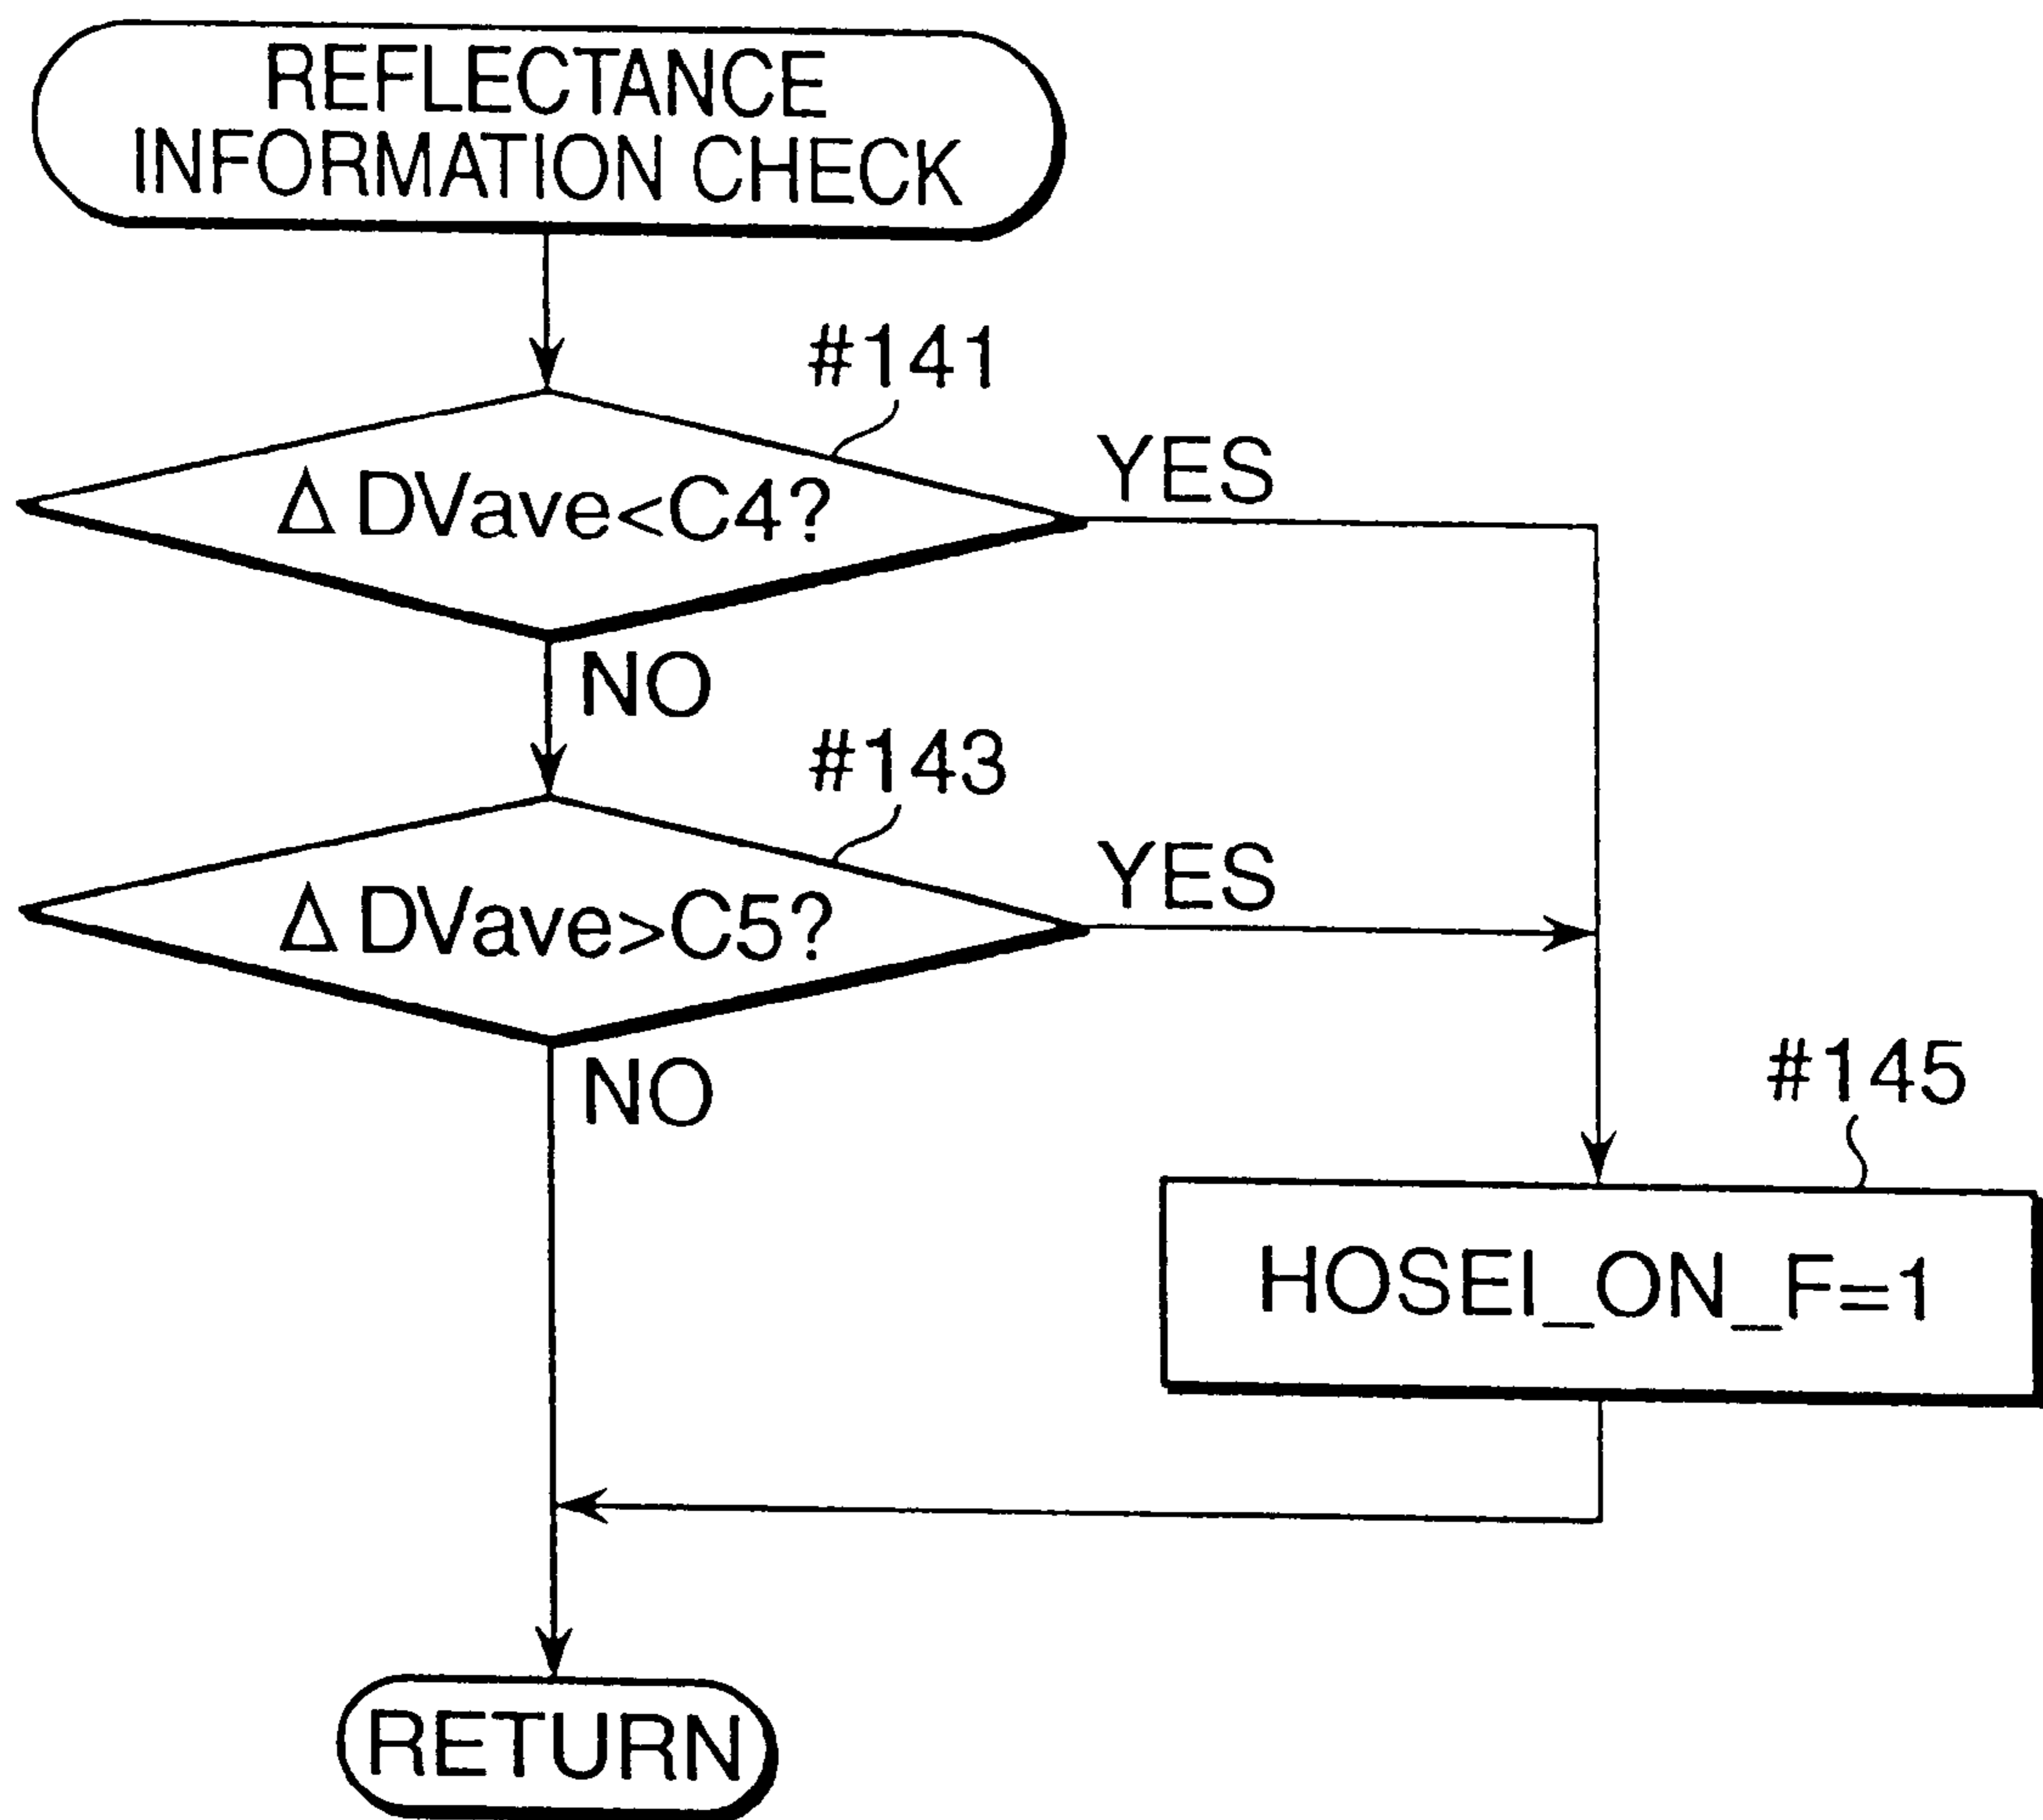 REFLECTANCE
INFORMATION CHECK
#141
Δ DVave<C4?
YES
NO
#143
Δ DVave>C5?
YES
NO
#145
HOSEI_ON_F=1
RETURN